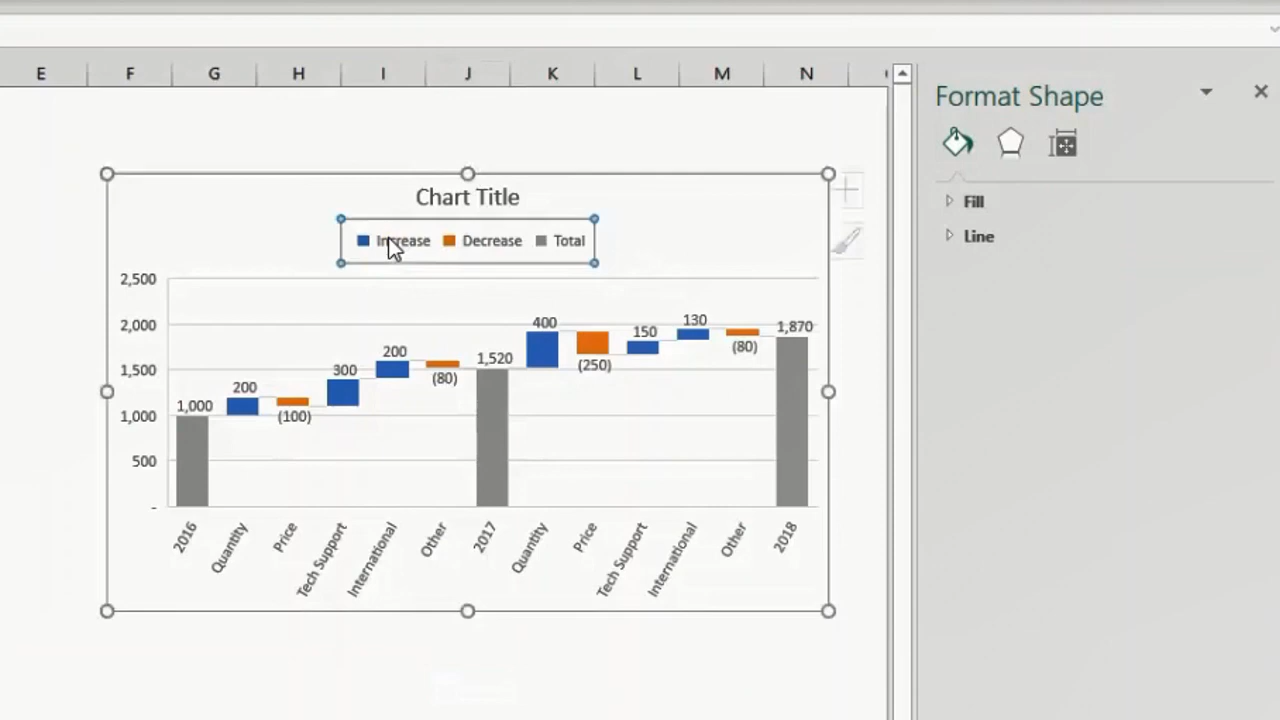 E F G H I J K L M N
Format Shape
Fill
Line
Chart Title
Increase Decrease Total
2,500
2,000
1,500
1,000
500
-
1,000
200
(100)
300
200
(80)
1,520
400
(250)
150
130
(80)
1,870
2016
Quantity
Price
Tech Support
International
Other
2017
Quantity
Price
Tech Support
International
Other
2018